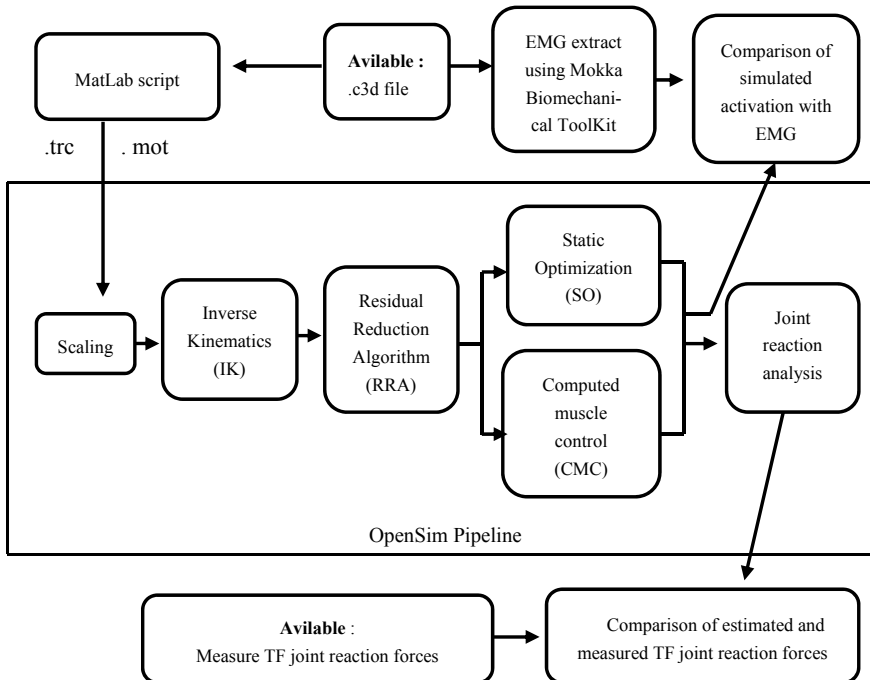 MatLab script
Avilable :
.c3d file
EMG extract
using Mokka
Biomechani-
cal ToolKit
Comparison of
simulated
activation with
EMG
.trc . mot
Scaling
Inverse
Kinematics
(IK)
Residual
Reduction
Algorithm
(RRA)
Static
Optimization
(SO)
Computed
muscle
control
(CMC)
Joint
reaction
analysis
OpenSim Pipeline
Avilable :
Measure TF joint reaction forces
Comparison of estimated and
measured TF joint reaction forces